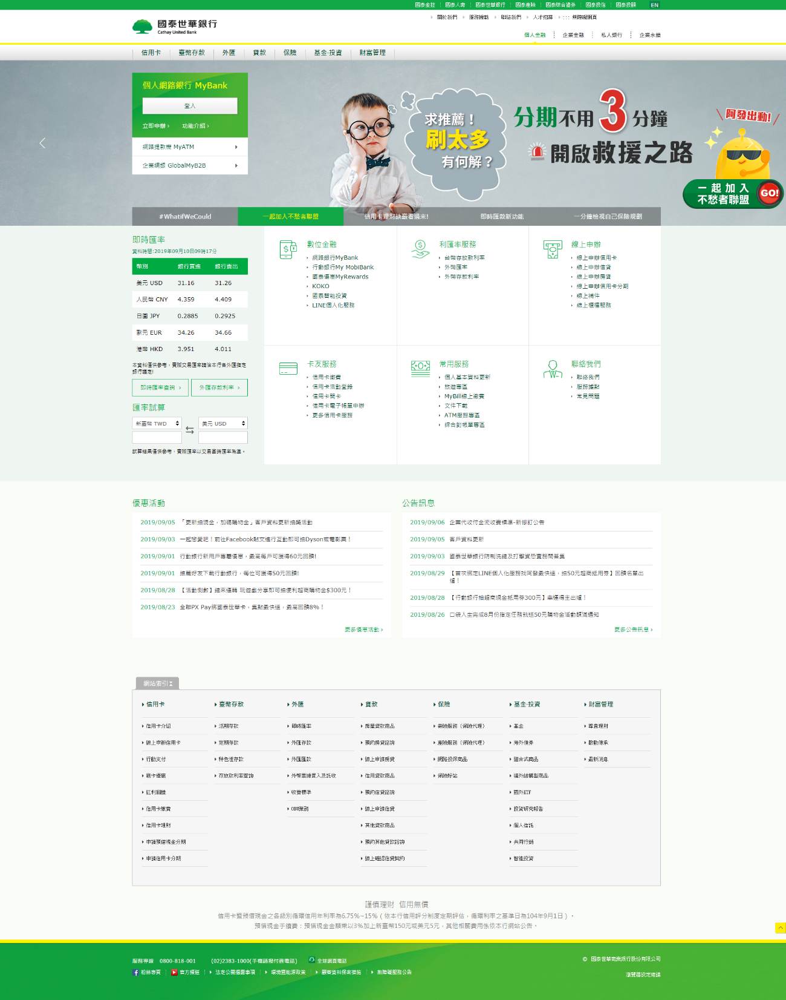 國泰金控 國泰人壽 國泰世華銀行 國泰產險 國泰綜合證券 國泰投信 國泰投顧 EN
關於我們 服務據點 聯絡我們 人才招募 ::: 無障礙網頁
國泰世華銀行
Cathay United Bank
個人金融 企業金融 私人銀行 企業永續
信用卡 臺幣存款 外匯 貸款 保險 基金‧投資 財富管理
個人網路銀行 MyBank
登入
立即申辦 › 功能介紹 ›
網路提款機 MyATM
企業網銀 GlobalMyB2B
求推薦！
刷太多
有何解？
分期不用3分鐘
開啟救援之路
阿發出動!
一起加入
不愁者聯盟
GO!
#WhatifWeCould 一起加入不愁者聯盟 信用卡理財訣竅看過來! 即時匯款新功能 一分鐘檢視自己保險規劃
即時匯率
資料時間:2019年09月10日09時17分
幣別 銀行買進 銀行賣出
美元 USD 31.16 31.26
人民幣 CNY 4.359 4.409
日圓 JPY 0.2885 0.2925
歐元 EUR 34.26 34.66
港幣 HKD 3.951 4.011
本資料僅供參考，實際交易匯率請洽本行各外匯指定
銀行議定!
即時匯率查詢 › 外匯存款利率 ›
匯率試算
新臺幣 TWD 美元 USD
試算結果僅供參考，實際匯率以交易當時匯率為準。
數位金融
網路銀行MyBank
行動銀行My MobiBank
國泰優惠MyRewards
KOKO
國泰智能投資
LINE個人化服務
利匯率服務
台幣存放款利率
外幣匯率
外幣存款利率
線上申辦
線上申辦信用卡
線上申辦信貸
線上申辦房貸
線上申辦信用卡分期
線上補件
線上櫃檯服務
卡友服務
信用卡繳費
信用卡活動登錄
信用卡開卡
信用卡電子帳單申辦
更多信用卡服務
常用服務
個人基本資料更新
旅遊專區
MyBill線上繳費
文件下載
ATM服務專區
綜合對帳單專區
聯絡我們
聯絡我們
服務據點
常見問題
優惠活動
2019/09/05 「更新抽現金，加碼購物金」客戶資料更新抽獎活動
2019/09/03 一起戀愛吧！前往Facebook貼文進行互動即可抽Dyson或電影票！
2019/09/01 行動銀行新用戶專屬優惠，最高每戶可獲得60元回饋!
2019/09/01 推薦好友下載行動銀行，每位可獲得50元回饋!
2019/08/28 【活動倒數】繳來運轉 玩遊戲分享即可抽便利超商購物金$300元！
2019/08/23 全聯PX Pay綁國泰世華卡，集點最快速，最高回饋8%！
更多優惠活動 ›
公告訊息
2019/09/06 企業代收付金流收費標準-新修訂公告
2019/09/05 客戶資料更新
2019/09/03 國泰世華銀行防制洗錢及打擊資恐實務問答集
2019/08/29 【首次綁定LINE個人化服務找阿發最快速，抽50元超商抵用券】回饋名單出
爐！
2019/08/28 【行動銀行抽超商現金抵用券300元】幸運得主出爐！
2019/08/26 口袋人生完成8月份指定任務就送50元購物金活動額滿通知
更多公告訊息 ›
網站索引
信用卡
信用卡介紹
線上申辦信用卡
行動支付
刷卡優惠
紅利回饋
信用卡繳費
信用卡理財
申請預借現金分期
申請信用卡分期
臺幣存款
活期存款
定期存款
特色性存款
存放款利率查詢
外匯
即時匯率
外匯存款
外匯匯款
外幣票據買入及託收
收費標準
OBU業務
貸款
房屋貸款商品
預約房貸諮詢
線上申請房貸
信用貸款商品
預約信貸諮詢
線上申請信貸
其他貸款商品
預約其他貸款諮詢
線上確認信貸契約
保險
壽險服務（保險代理）
產險服務（保險代理）
網路投保商品
保險好站
基金‧投資
基金
海外債券
組合式商品
境外結構型商品
國外ETF
投資研究報告
個人信託
共同行銷
智能投資
財富管理
尊貴理財
啟動傳承
最新消息
謹慎理財 信用無價
信用卡暨預借現金之各級別循環信用年利率為6.75%~15%（依本行信用評分制度定期評估，循環利率之基準日為104年9月1日）。
預借現金手續費：預借現金金額乘以3%加上新臺幣150元或美元5元，其他相關費用係依本行網站公告。
服務專線 0800-818-001 (02)2383-1000(手機請撥付費電話) 全球網頁電話
粉絲專頁 官方頻道 法定公開揭露事項 環境暨能源政策 顧客資料保密措施 無障礙服務公告
© 國泰世華商業銀行股份有限公司
瀏覽器設定建議